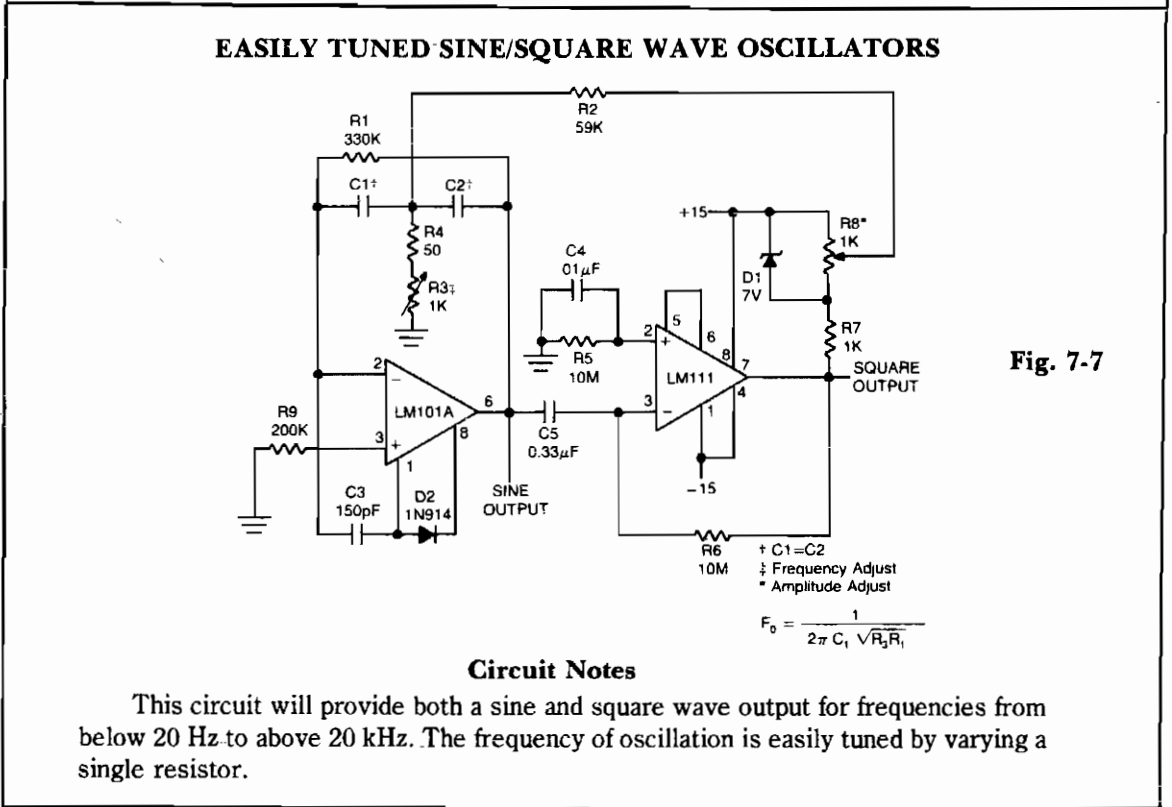 EASILY TUNED SINE/SQUARE WAVE OSCILLATORS
R2
59K
R1
330K
C1†
C2†
R4
50
R3‡
1K
+15
R8*
1K
D1
7V
C4
.01µF
5
6
2
+
8
7
R7
1K
R5
10M
LM111
SQUARE
OUTPUT
Fig. 7-7
3
−
1
4
2
−
LM101A
6
8
C5
0.33µF
R9
200K
3
+
1
-15
SINE
OUTPUT
C3
150pF
D2
1N914
R6
10M
† C1=C2
‡ Frequency Adjust
* Amplitude Adjust
F₀ = 1 / 2π C₁ √R₃R₁
Circuit Notes
This circuit will provide both a sine and square wave output for frequencies from
below 20 Hz to above 20 kHz. The frequency of oscillation is easily tuned by varying a
single resistor.